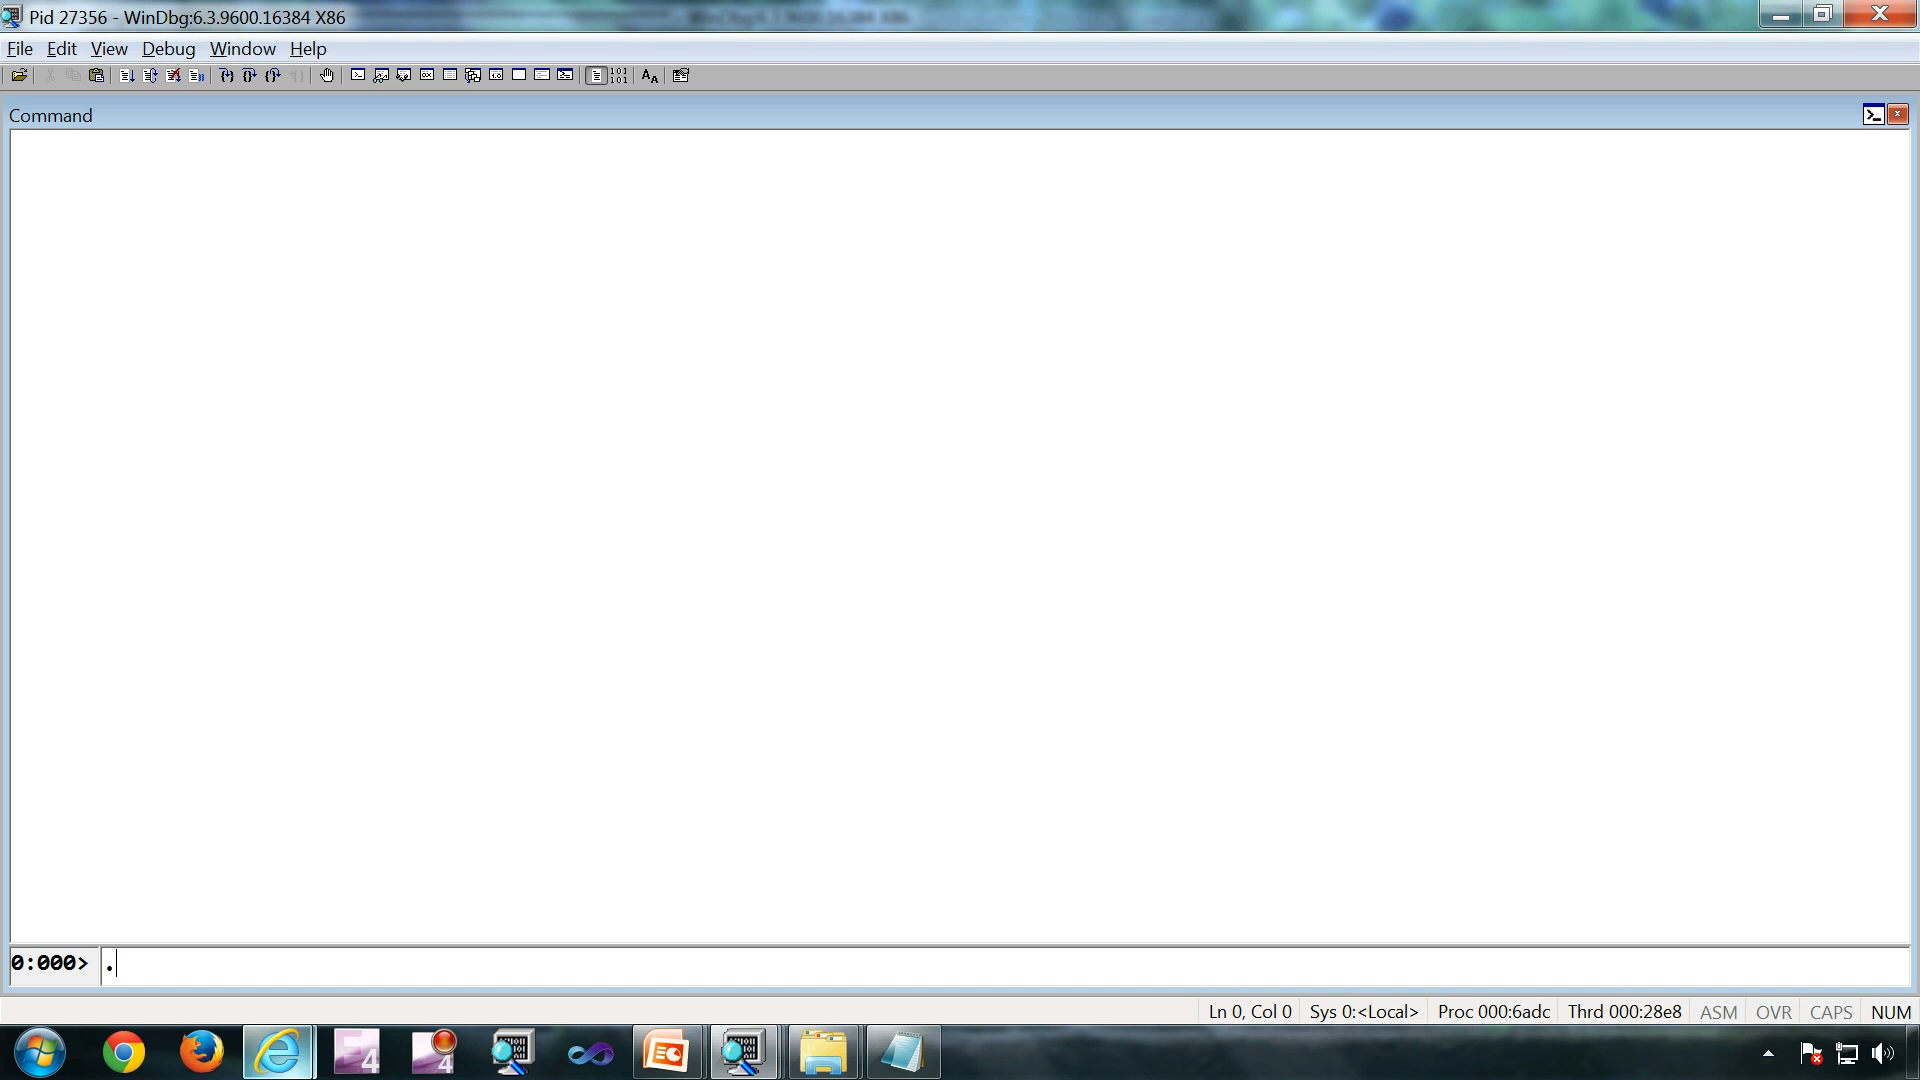 Pid 27356 - WinDbg:6.3.9600.16384 X86
File Edit View Debug Window Help
Command
0:000> .
Ln 0, Col 0 Sys 0:<Local> Proc 000:6adc Thrd 000:28e8 ASM OVR CAPS NUM